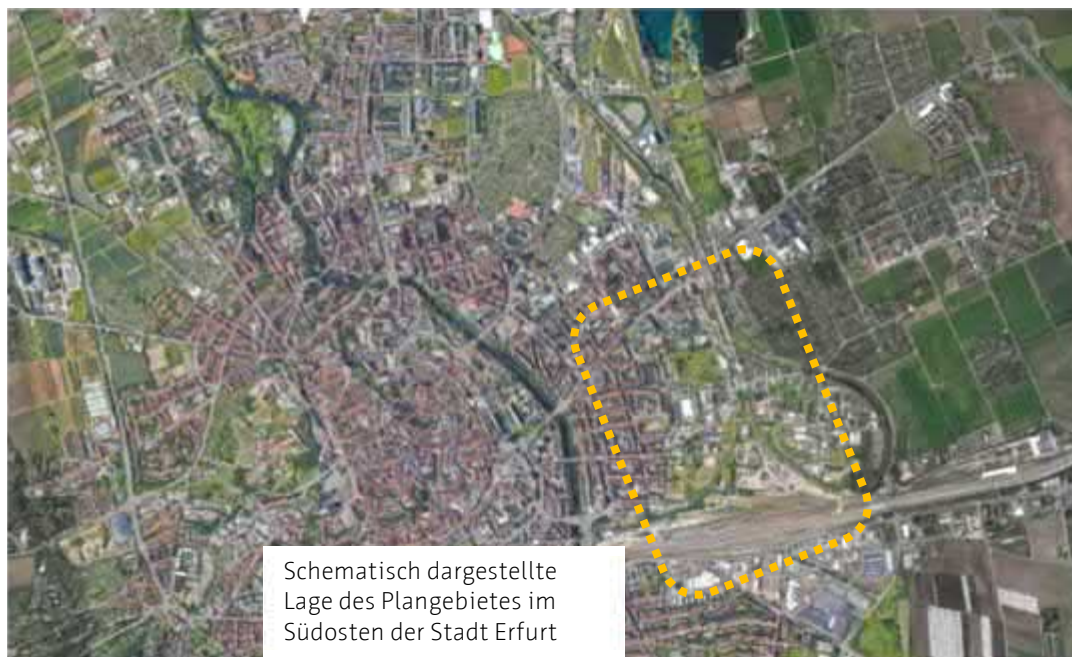 Schematisch dargestellte
Lage des Plangebietes im
Südosten der Stadt Erfurt